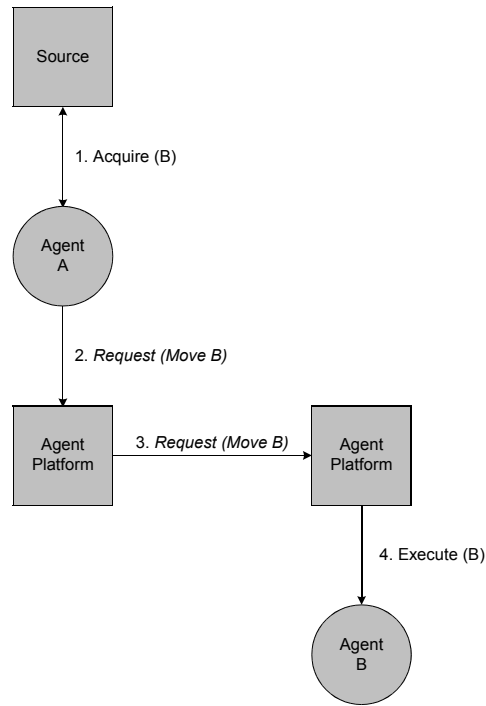 Source
1. Acquire (B)
Agent
A
2. Request (Move B)
Agent
Platform
3. Request (Move B)
Agent
Platform
4. Execute (B)
Agent
B